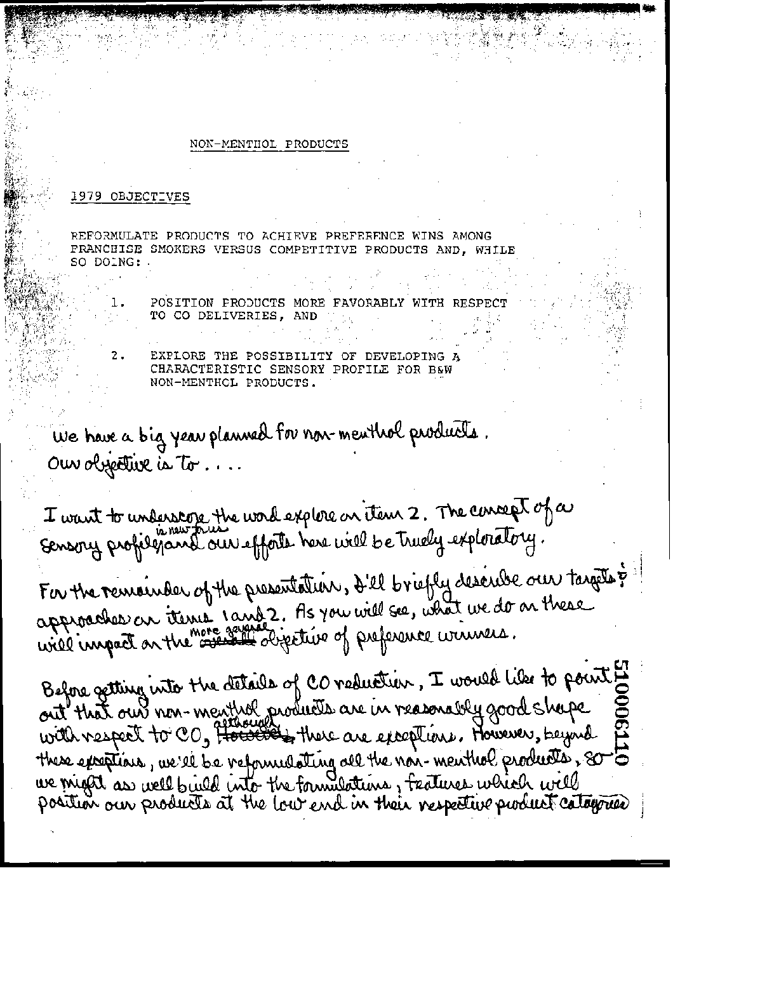 NON-MENTHOL PRODUCTS
1979 OBJECTIVES
REFORMULATE PRODUCTS TO ACHIEVE PREFERENCE WINS AMONG
FRANCHISE SMOKERS VERSUS COMPETITIVE PRODUCTS AND, WHILE
SO DOING:
1. POSITION PRODUCTS MORE FAVORABLY WITH RESPECT
TO CO DELIVERIES, AND
2. EXPLORE THE POSSIBILITY OF DEVELOPING A
CHARACTERISTIC SENSORY PROFILE FOR B&W
NON-MENTHOL PRODUCTS.
We have a big year planned for non-menthol products.
Our objective is to....
I want to underscore the word explore on item 2. The concept of a
is new to us
sensory profile, and our efforts here will be truely exploratory.
For the remainder of the presentation, I'll briefly describe our targets &
approaches on items 1 and 2. As you will see, what we do on these
more general
will impact on the overall objective of preference winners.
Before getting into the details of CO reduction, I would like to point
out that our non-menthol products are in reasonably good shape
although
with respect to CO, However, there are exceptions. However, beyond
these exceptions, we'll be reformulating all the non-menthol products, so
we might as well build into the formulations, features which will
position our products at the low end in their respective product catagories
510006110